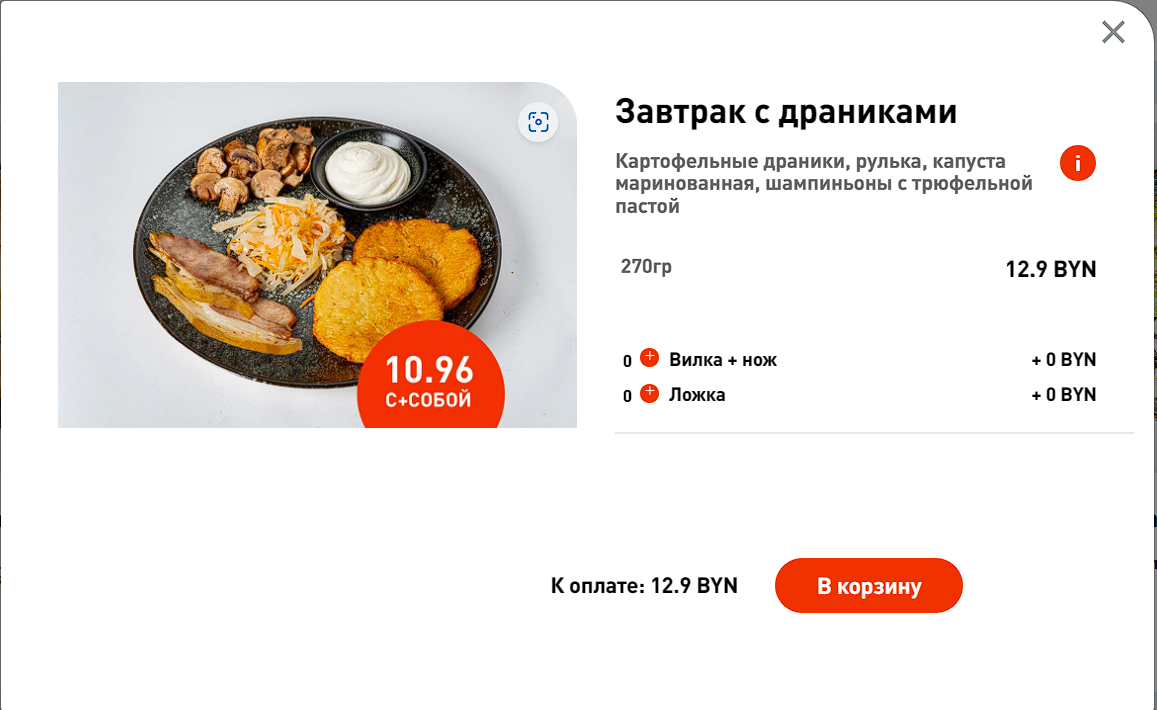 Завтрак с драниками
Картофельные драники, рулька, капуста
маринованная, шампиньоны с трюфельной
пастой
i
270гр
12.9 BYN
10.96
С+СОБОЙ
0 + Вилка + нож + 0 BYN
0 + Ложка + 0 BYN
К оплате: 12.9 BYN
В корзину